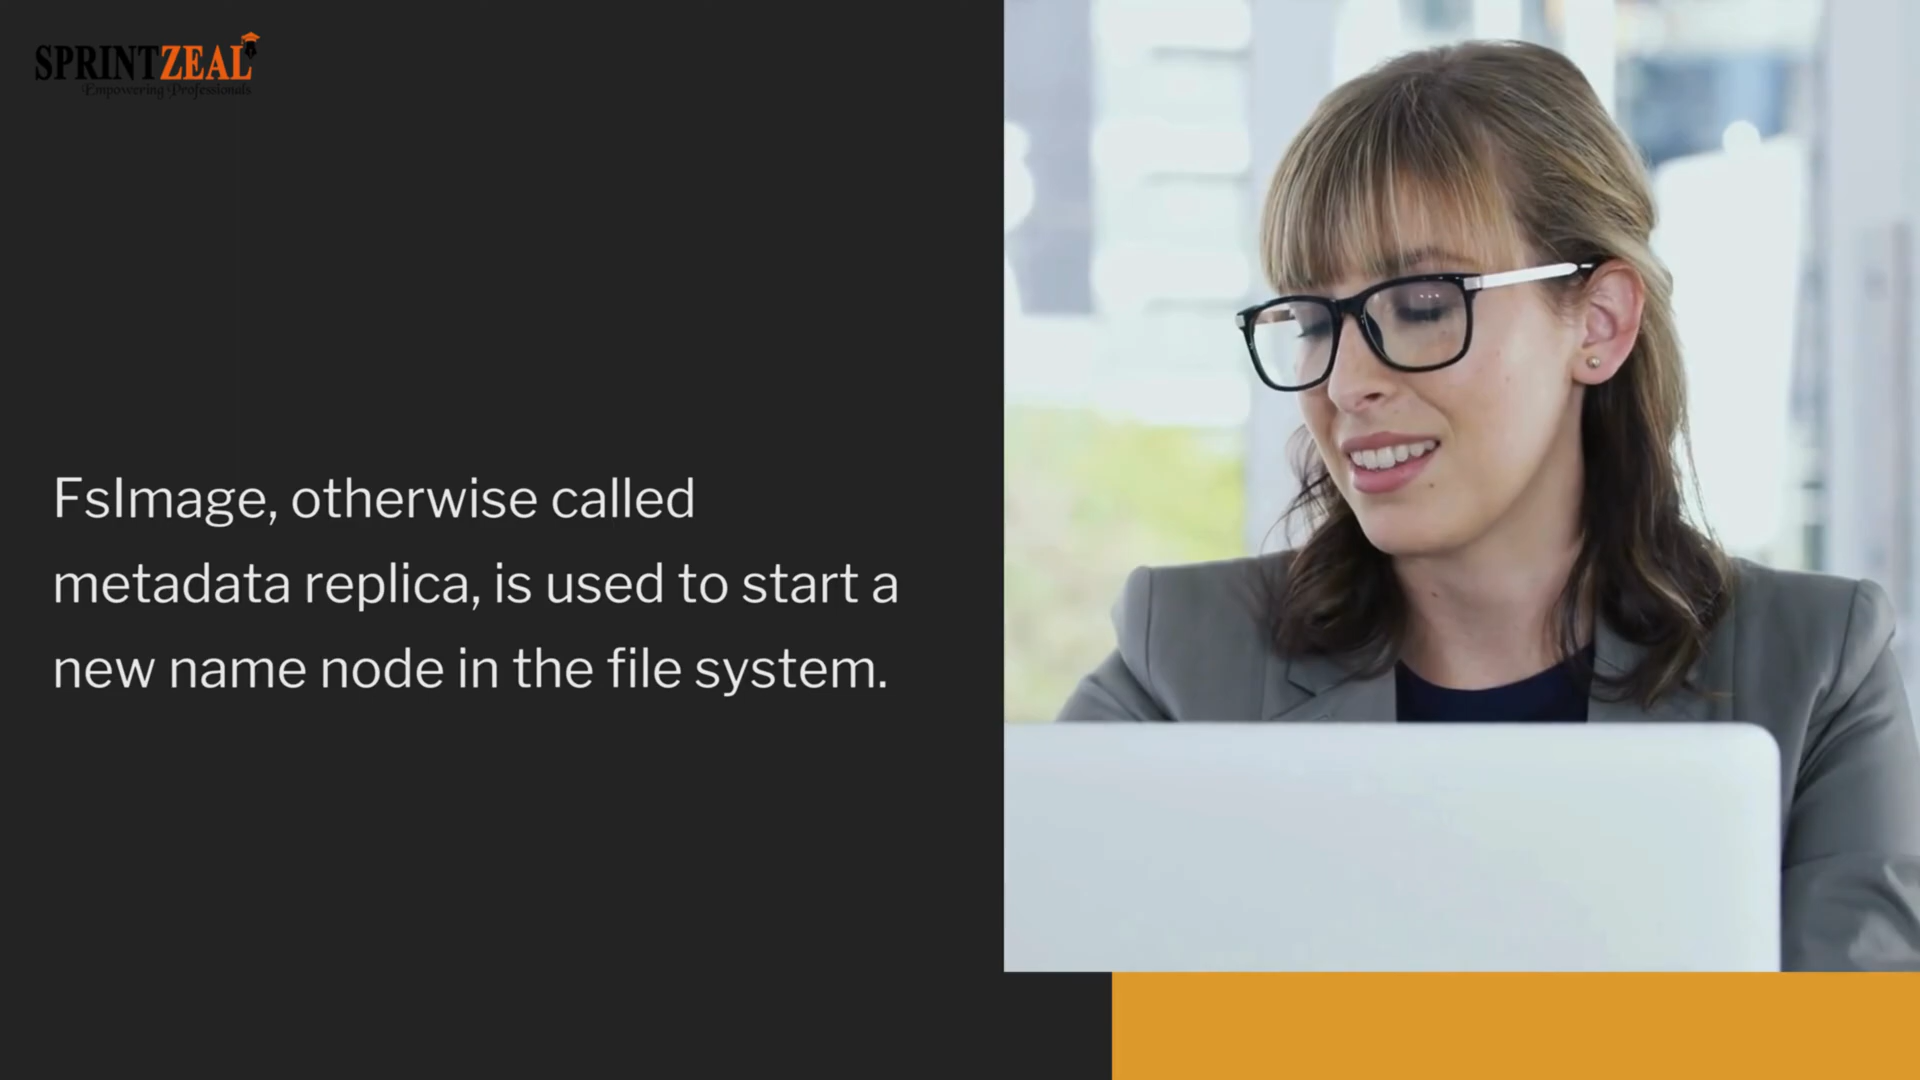 SPRINTZEAL
Empowering Professionals
FsImage, otherwise called
metadata replica, is used to start a
new name node in the file system.